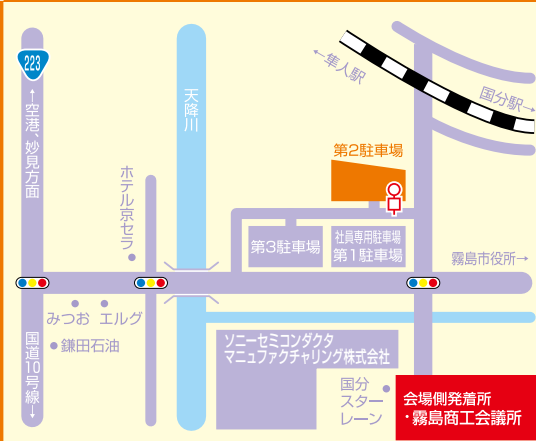 223
←空港、妙見方面
天降川
←隼人駅
国分駅→
第2駐車場
ホテル京セラ
第3駐車場
社員専用駐車場
第1駐車場
霧島市役所→
みつお
エルグ
鎌田石油
国道10号線→
ソニーセミコンダクタ
マニュファクチャリング株式会社
国分
スター
レーン
会場側発着所
・霧島商工会議所